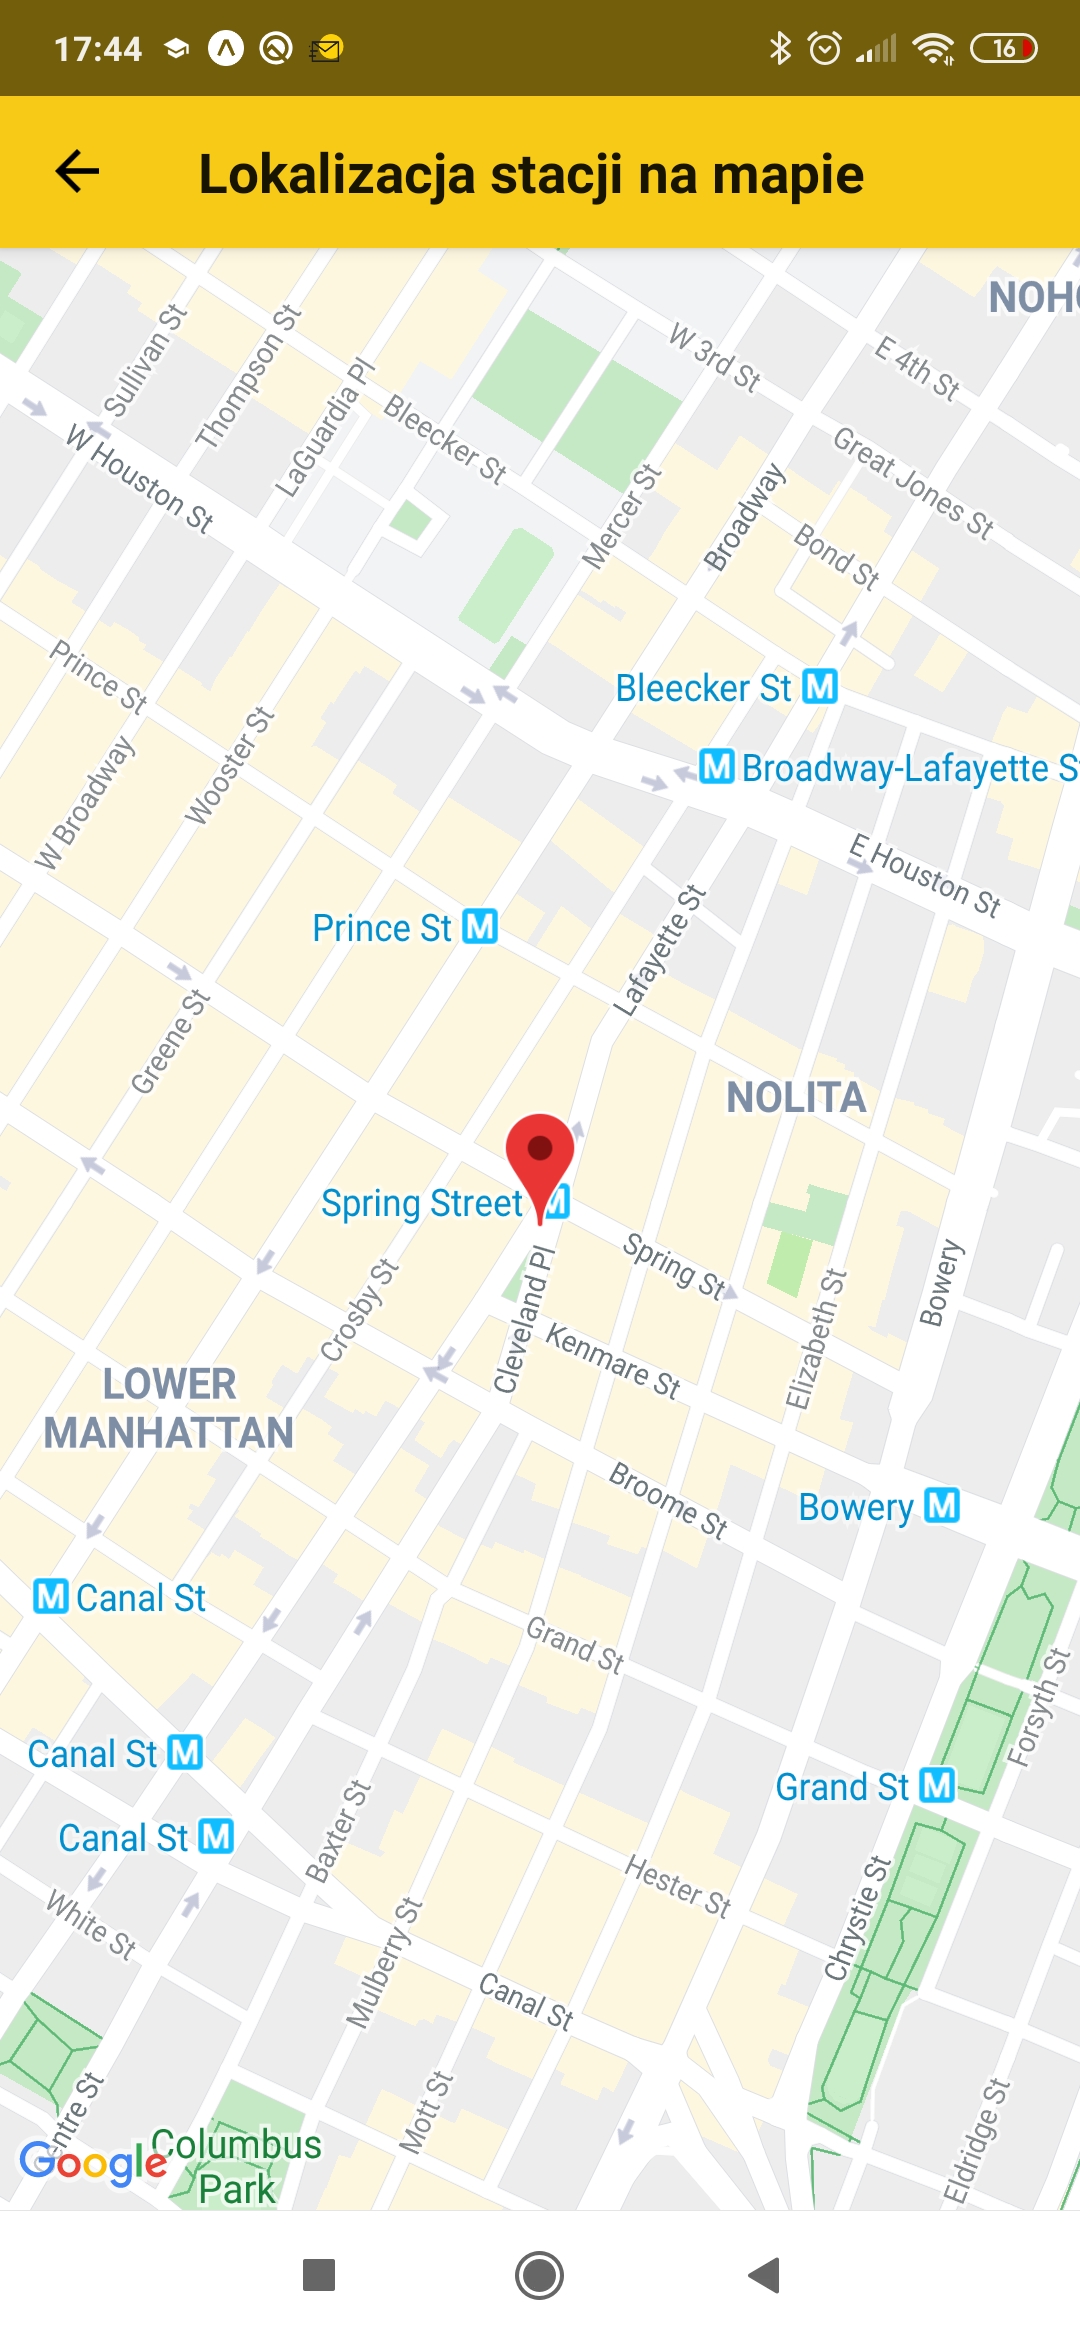 17:44
16
Lokalizacja stacji na mapie
NOHO
Sullivan St
Thompson St
LaGuardia Pl
W 3rd St
E 4th St
Bleecker St
Great Jones St
W Houston St
Mercer St
Broadway
Bond St
Prince St
Bleecker St M
M Broadway-Lafayette S
W Broadway
Wooster St
E Houston St
Prince St M
Lafayette St
Greene St
NOLITA
Spring Street M
Spring St
Crosby St
Cleveland Pl
Kenmare St
Elizabeth St
Bowery
LOWER
MANHATTAN
Broome St
Bowery M
M Canal St
Grand St
Forsyth St
Canal St M
Grand St M
Canal St M
Baxter St
Hester St
White St
Mulberry St
Chrystie St
Canal St
Mott St
Eldridge St
ntre St
Google
Columbus
Park